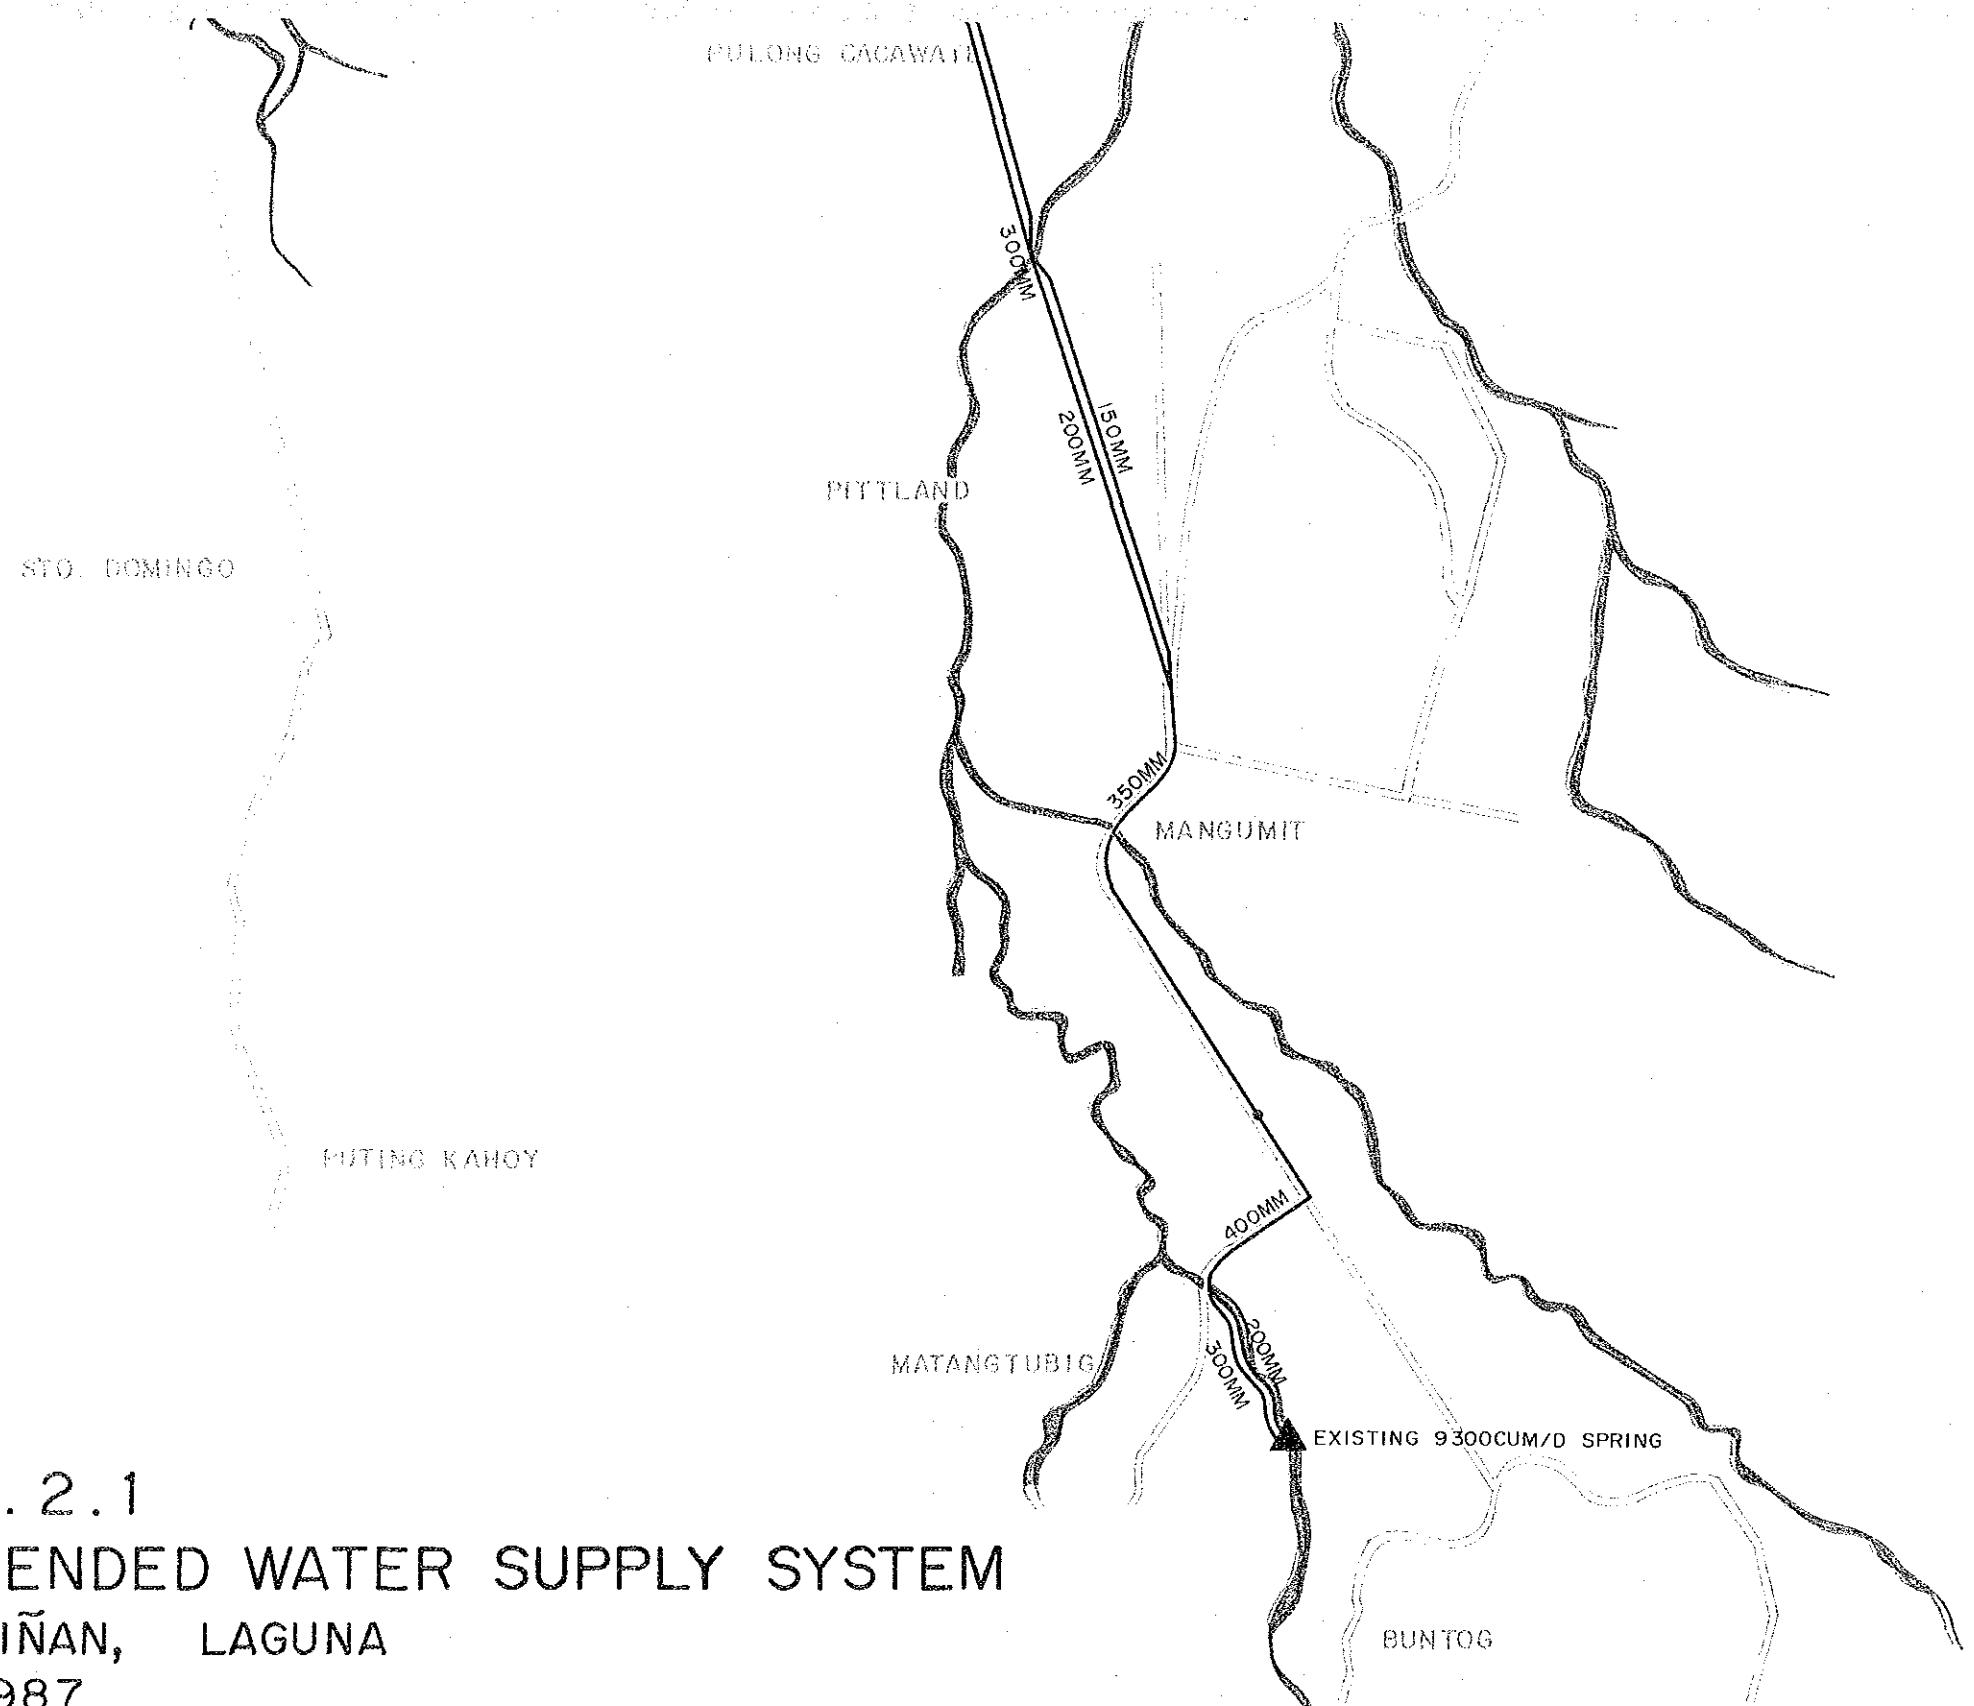 PULONG CACAWATE
300MM
150MM
200MM
PITTLAND
STO. DOMINGO
350MM
MANGUMIT
PUTING KAHOY
400MM
200MM
300MM
MATANGTUBIG
EXISTING 9300CUM/D SPRING
.2.1
ENDED WATER SUPPLY SYSTEM
IÑAN, LAGUNA
987
BUNTOG